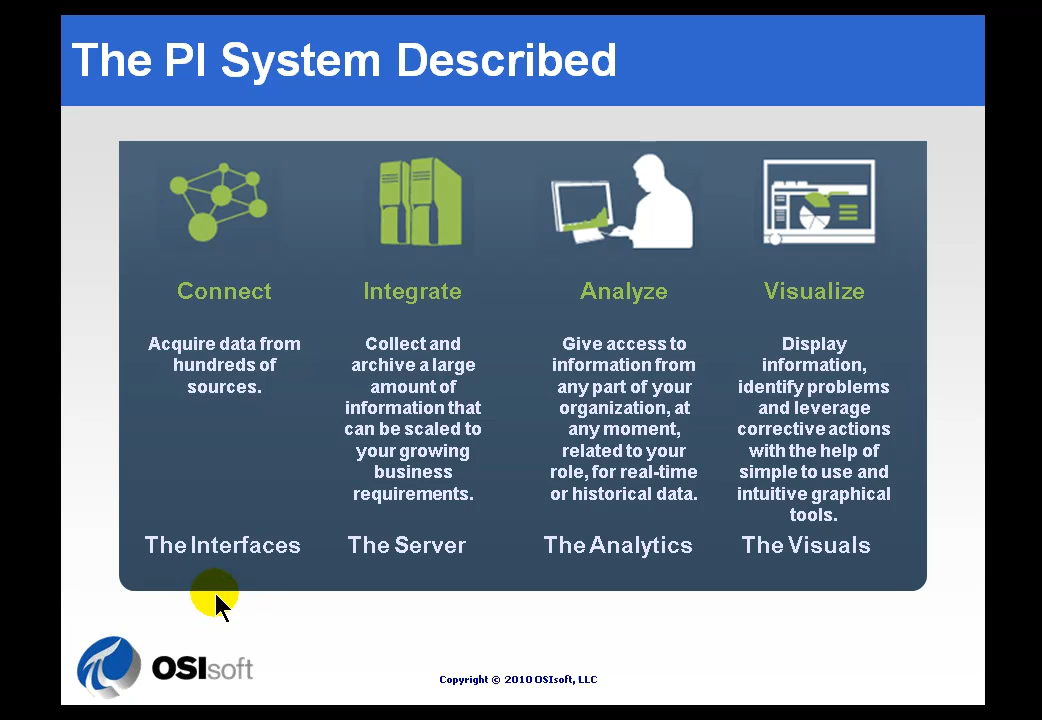 The PI System Described
Connect
Acquire data from
hundreds of
sources.
The Interfaces
Integrate
Collect and
archive a large
amount of
information that
can be scaled to
your growing
business
requirements.
The Server
Analyze
Give access to
information from
any part of your
organization, at
any moment,
related to your
role, for real-time
or historical data.
The Analytics
Visualize
Display
information,
identify problems
and leverage
corrective actions
with the help of
simple to use and
intuitive graphical
tools.
The Visuals
OSIsoft
Copyright © 2010 OSIsoft, LLC